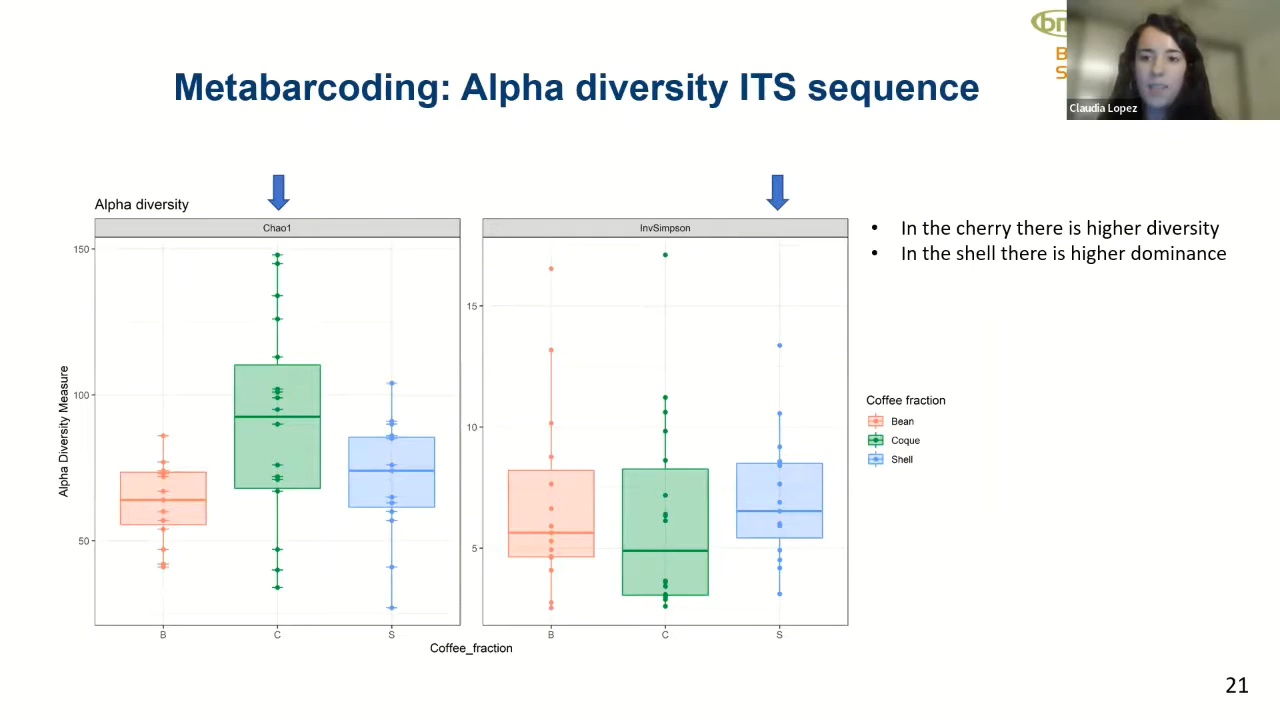 Metabarcoding: Alpha diversity ITS sequence
Claudia Lopez
Alpha diversity
Chao1
InvSimpson
• In the cherry there is higher diversity
• In the shell there is higher dominance
Alpha Diversity Measure
150
100
50
15
10
5
B
C
S
B
C
S
Coffee_fraction
Coffee fraction
Bean
Coque
Shell
21